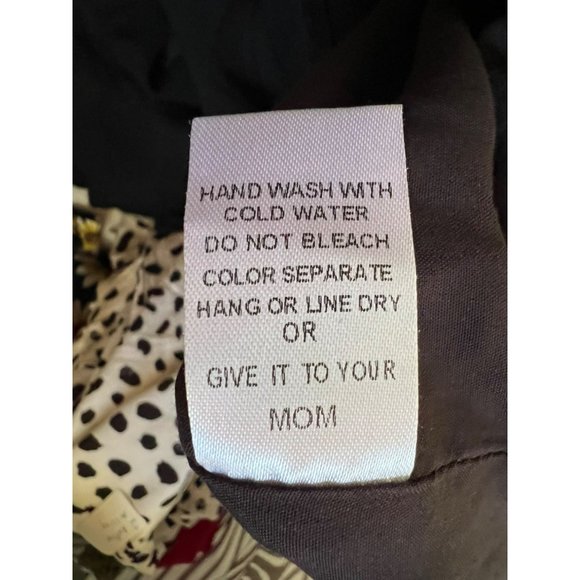 HAND WASH WITH
COLD WATER
DO NOT BLEACH
COLOR SEPARATE
HANG OR LINE DRY
OR
GIVE IT TO YOUR
MOM